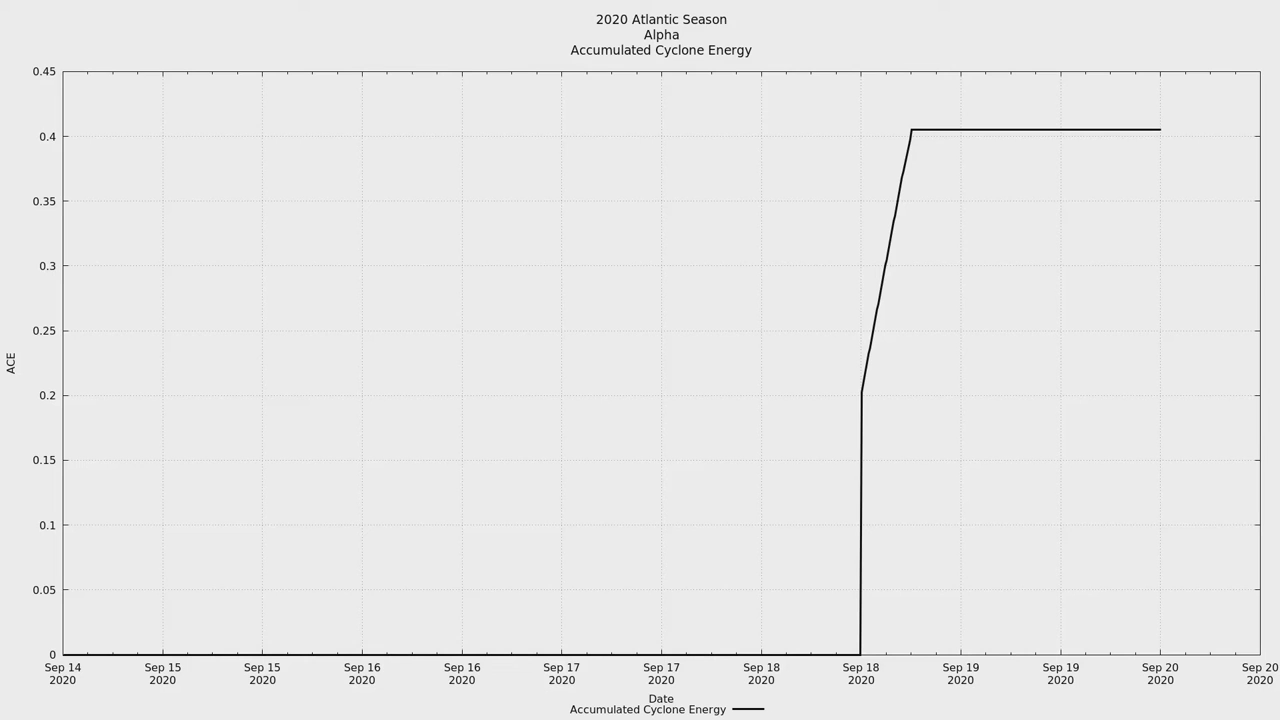 2020 Atlantic Season
Alpha
Accumulated Cyclone Energy
0.45
0.4
0.35
0.3
0.25
0.2
0.15
0.1
0.05
0
ACE
Sep 14 Sep 15 Sep 15 Sep 16 Sep 16 Sep 17 Sep 17 Sep 18 Sep 18 Sep 19 Sep 19 Sep 20 Sep 20
2020 2020 2020 2020 2020 2020 2020 2020 2020 2020 2020 2020 2020
Date
Accumulated Cyclone Energy